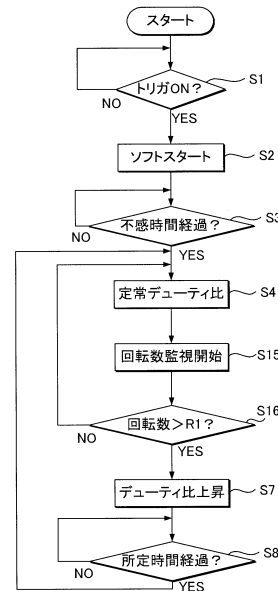 スタート
トリガON？
S1
NO
YES
ソフトスタート
S2
不感時間経過？
S3
NO
YES
定常デューティ比
S4
回転数監視開始
S15
回転数＞R1？
S16
NO
YES
デューティ比上昇
S7
所定時間経過？
S8
NO
YES